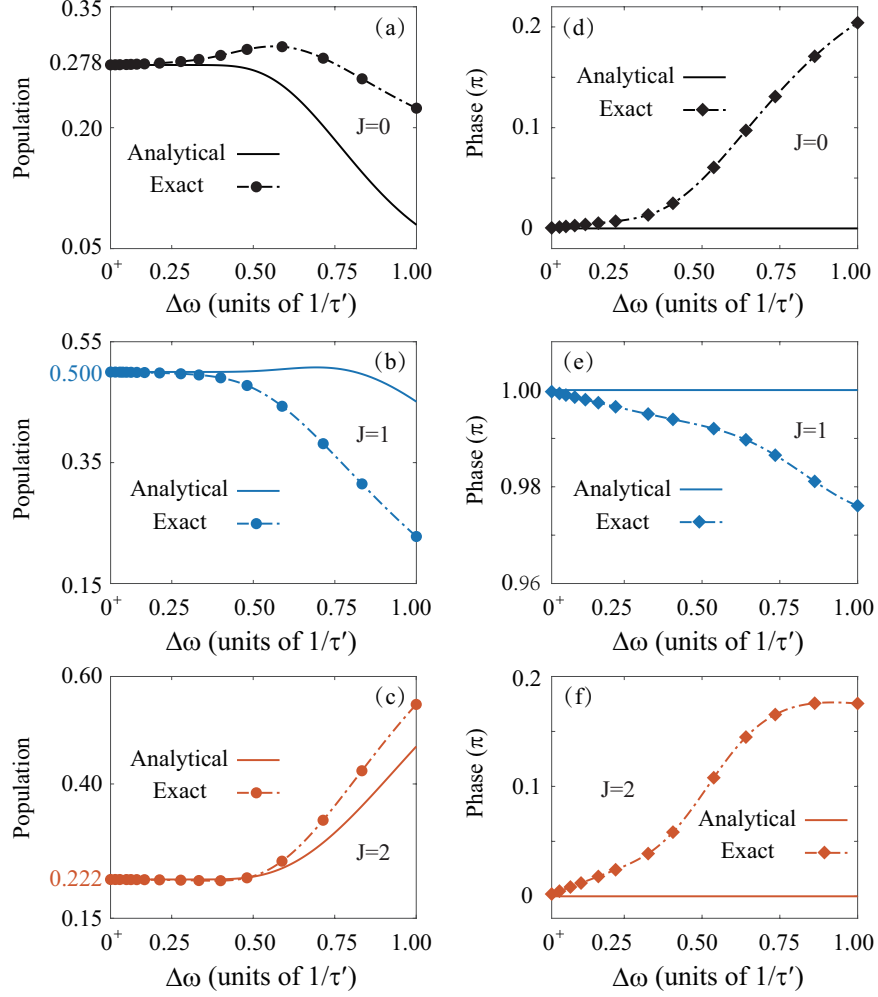 (a)
0.35
0.278
0.20
0.05
Population
J=0
Analytical
Exact
0⁺ 0.25 0.50 0.75 1.00
Δω (units of 1/τ′)
(d)
0.2
0.1
0
Phase (π)
Analytical
Exact
J=0
0⁺ 0.25 0.50 0.75 1.00
Δω (units of 1/τ′)
(b)
0.55
0.500
0.35
0.15
Population
J=1
Analytical
Exact
0⁺ 0.25 0.50 0.75 1.00
Δω (units of 1/τ′)
(e)
1.00
0.98
0.96
Phase (π)
J=1
Analytical
Exact
0⁺ 0.25 0.50 0.75 1.00
Δω (units of 1/τ′)
(c)
0.60
0.40
0.222
0.15
Population
Analytical
Exact
J=2
0⁺ 0.25 0.50 0.75 1.00
Δω (units of 1/τ′)
(f)
0.2
0.1
0
Phase (π)
J=2
Analytical
Exact
0⁺ 0.25 0.50 0.75 1.00
Δω (units of 1/τ′)